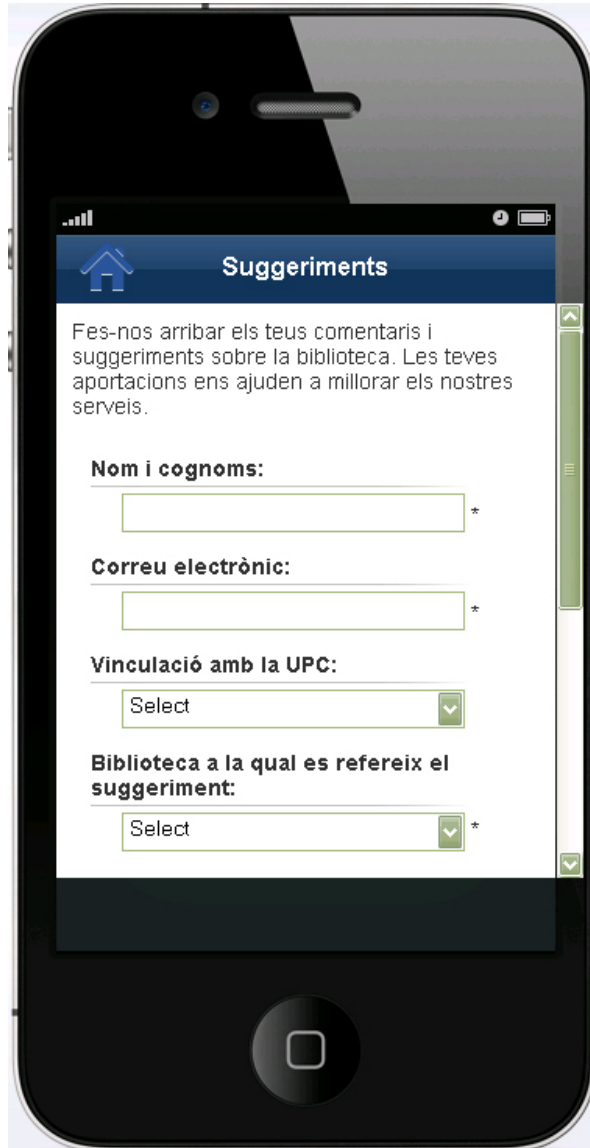 Suggeriments
Fes-nos arribar els teus comentaris i
suggeriments sobre la biblioteca. Les teves
aportacions ens ajuden a millorar els nostres
serveis.
Nom i cognoms:
*
Correu electrònic:
*
Vinculació amb la UPC:
Select
Biblioteca a la qual es refereix el
suggeriment:
Select *